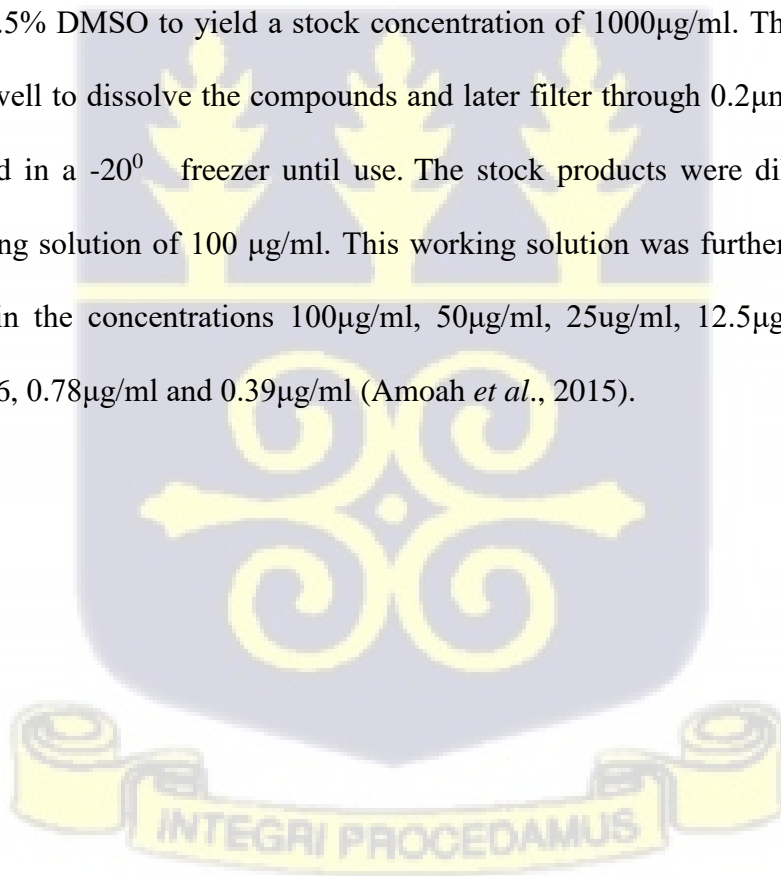 .5% DMSO to yield a stock concentration of 1000μg/ml. Th
vell to dissolve the compounds and later filter through 0.2μn
d in a -20⁰ freezer until use. The stock products were dil
ng solution of 100 μg/ml. This working solution was further
in the concentrations 100μg/ml, 50μg/ml, 25ug/ml, 12.5μg
6, 0.78μg/ml and 0.39μg/ml (Amoah et al., 2015).
INTEGRI PROCEDAMUS